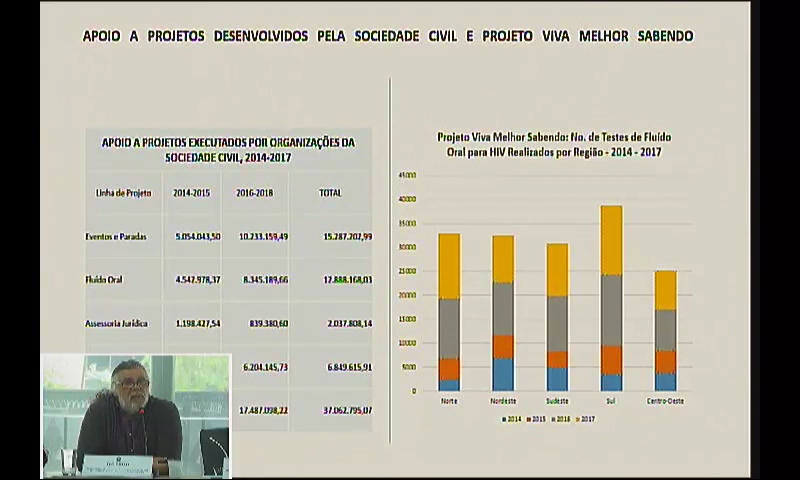 APOIO A PROJETOS DESENVOLVIDOS PELA SOCIEDADE CIVIL E PROJETO VIVA MELHOR SABENDO
APOIO A PROJETOS EXECUTADOS POR ORGANIZAÇÕES DA
SOCIEDADE CIVIL, 2014-2017
Linha de Projeto 2014-2015 2016-2018 TOTAL
Eventos e Paradas 5.054.043,50 10.233.159,49 15.287.202,99
Fluído Oral 4.542.978,37 8.345.189,66 12.888.168,03
Assessoria Jurídica 1.198.427,54 839.380,60 2.037.808,14
6.204.145,73 6.849.615,91
17.487.098,22 37.062.795,07
Projeto Viva Melhor Sabendo: No. de Testes de Fluído
Oral para HIV Realizados por Região - 2014 - 2017
45000
40000
35000
30000
25000
20000
15000
10000
5000
0
Norte Nordeste Sudeste Sul Centro-Oeste
2014 2015 2016 2017